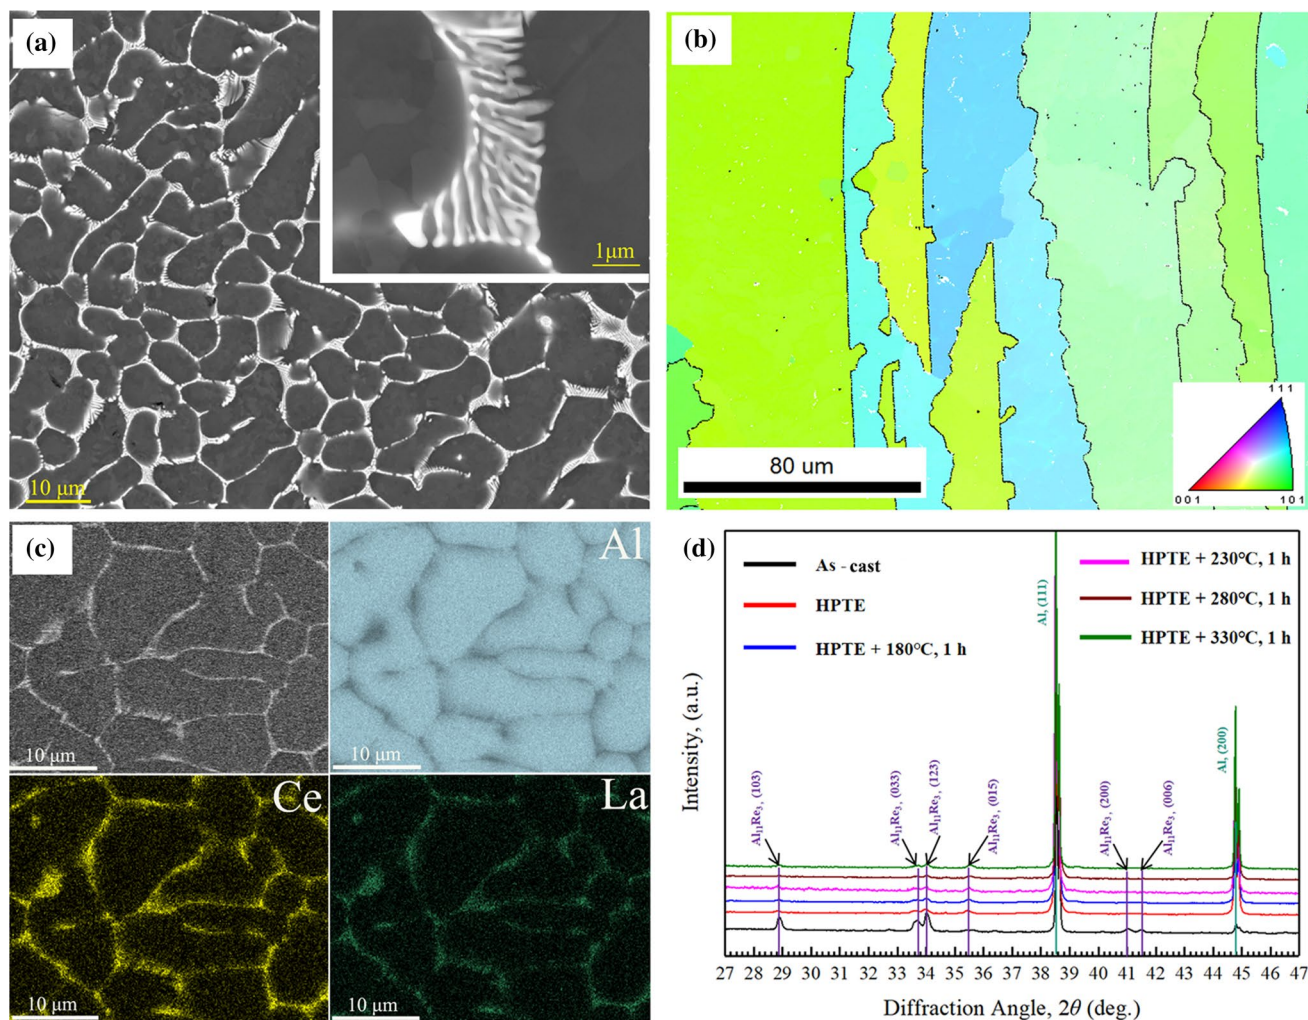 (a)
1μm
10 μm
(b)
80 um
111
001
101
(c)
Al
10 μm
Ce
La
10 μm
10 μm
(d)
As - cast
HPTE
HPTE + 180°C, 1 h
HPTE + 230°C, 1 h
HPTE + 280°C, 1 h
HPTE + 330°C, 1 h
Al, (111)
Al, (200)
Al₁₁Re₃, (103)
Al₁₁Re₃, (033)
Al₁₁Re₃, (123)
Al₁₁Re₃, (015)
Al₁₁Re₃, (200)
Al₁₁Re₃, (006)
Intensity, (a.u.)
27 28 29 30 31 32 33 34 35 36 37 38 39 40 41 42 43 44 45 46 47
Diffraction Angle, 2θ (deg.)